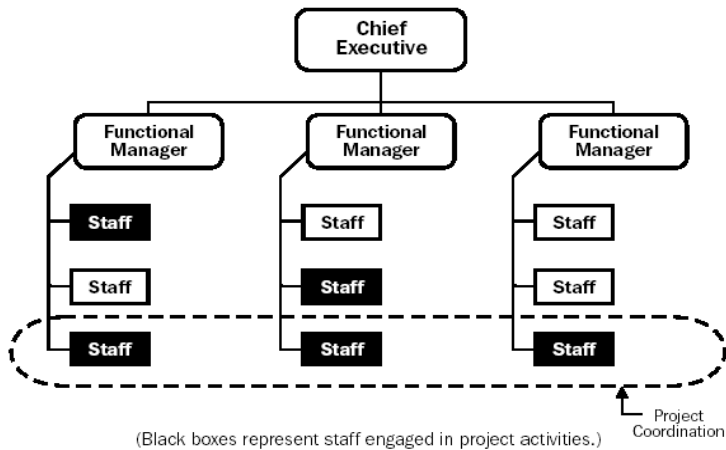 Chief
Executive
Functional
Manager
Functional
Manager
Functional
Manager
Staff
Staff
Staff
Staff
Staff
Staff
Staff
Staff
Staff
Project
Coordination
(Black boxes represent staff engaged in project activities.)